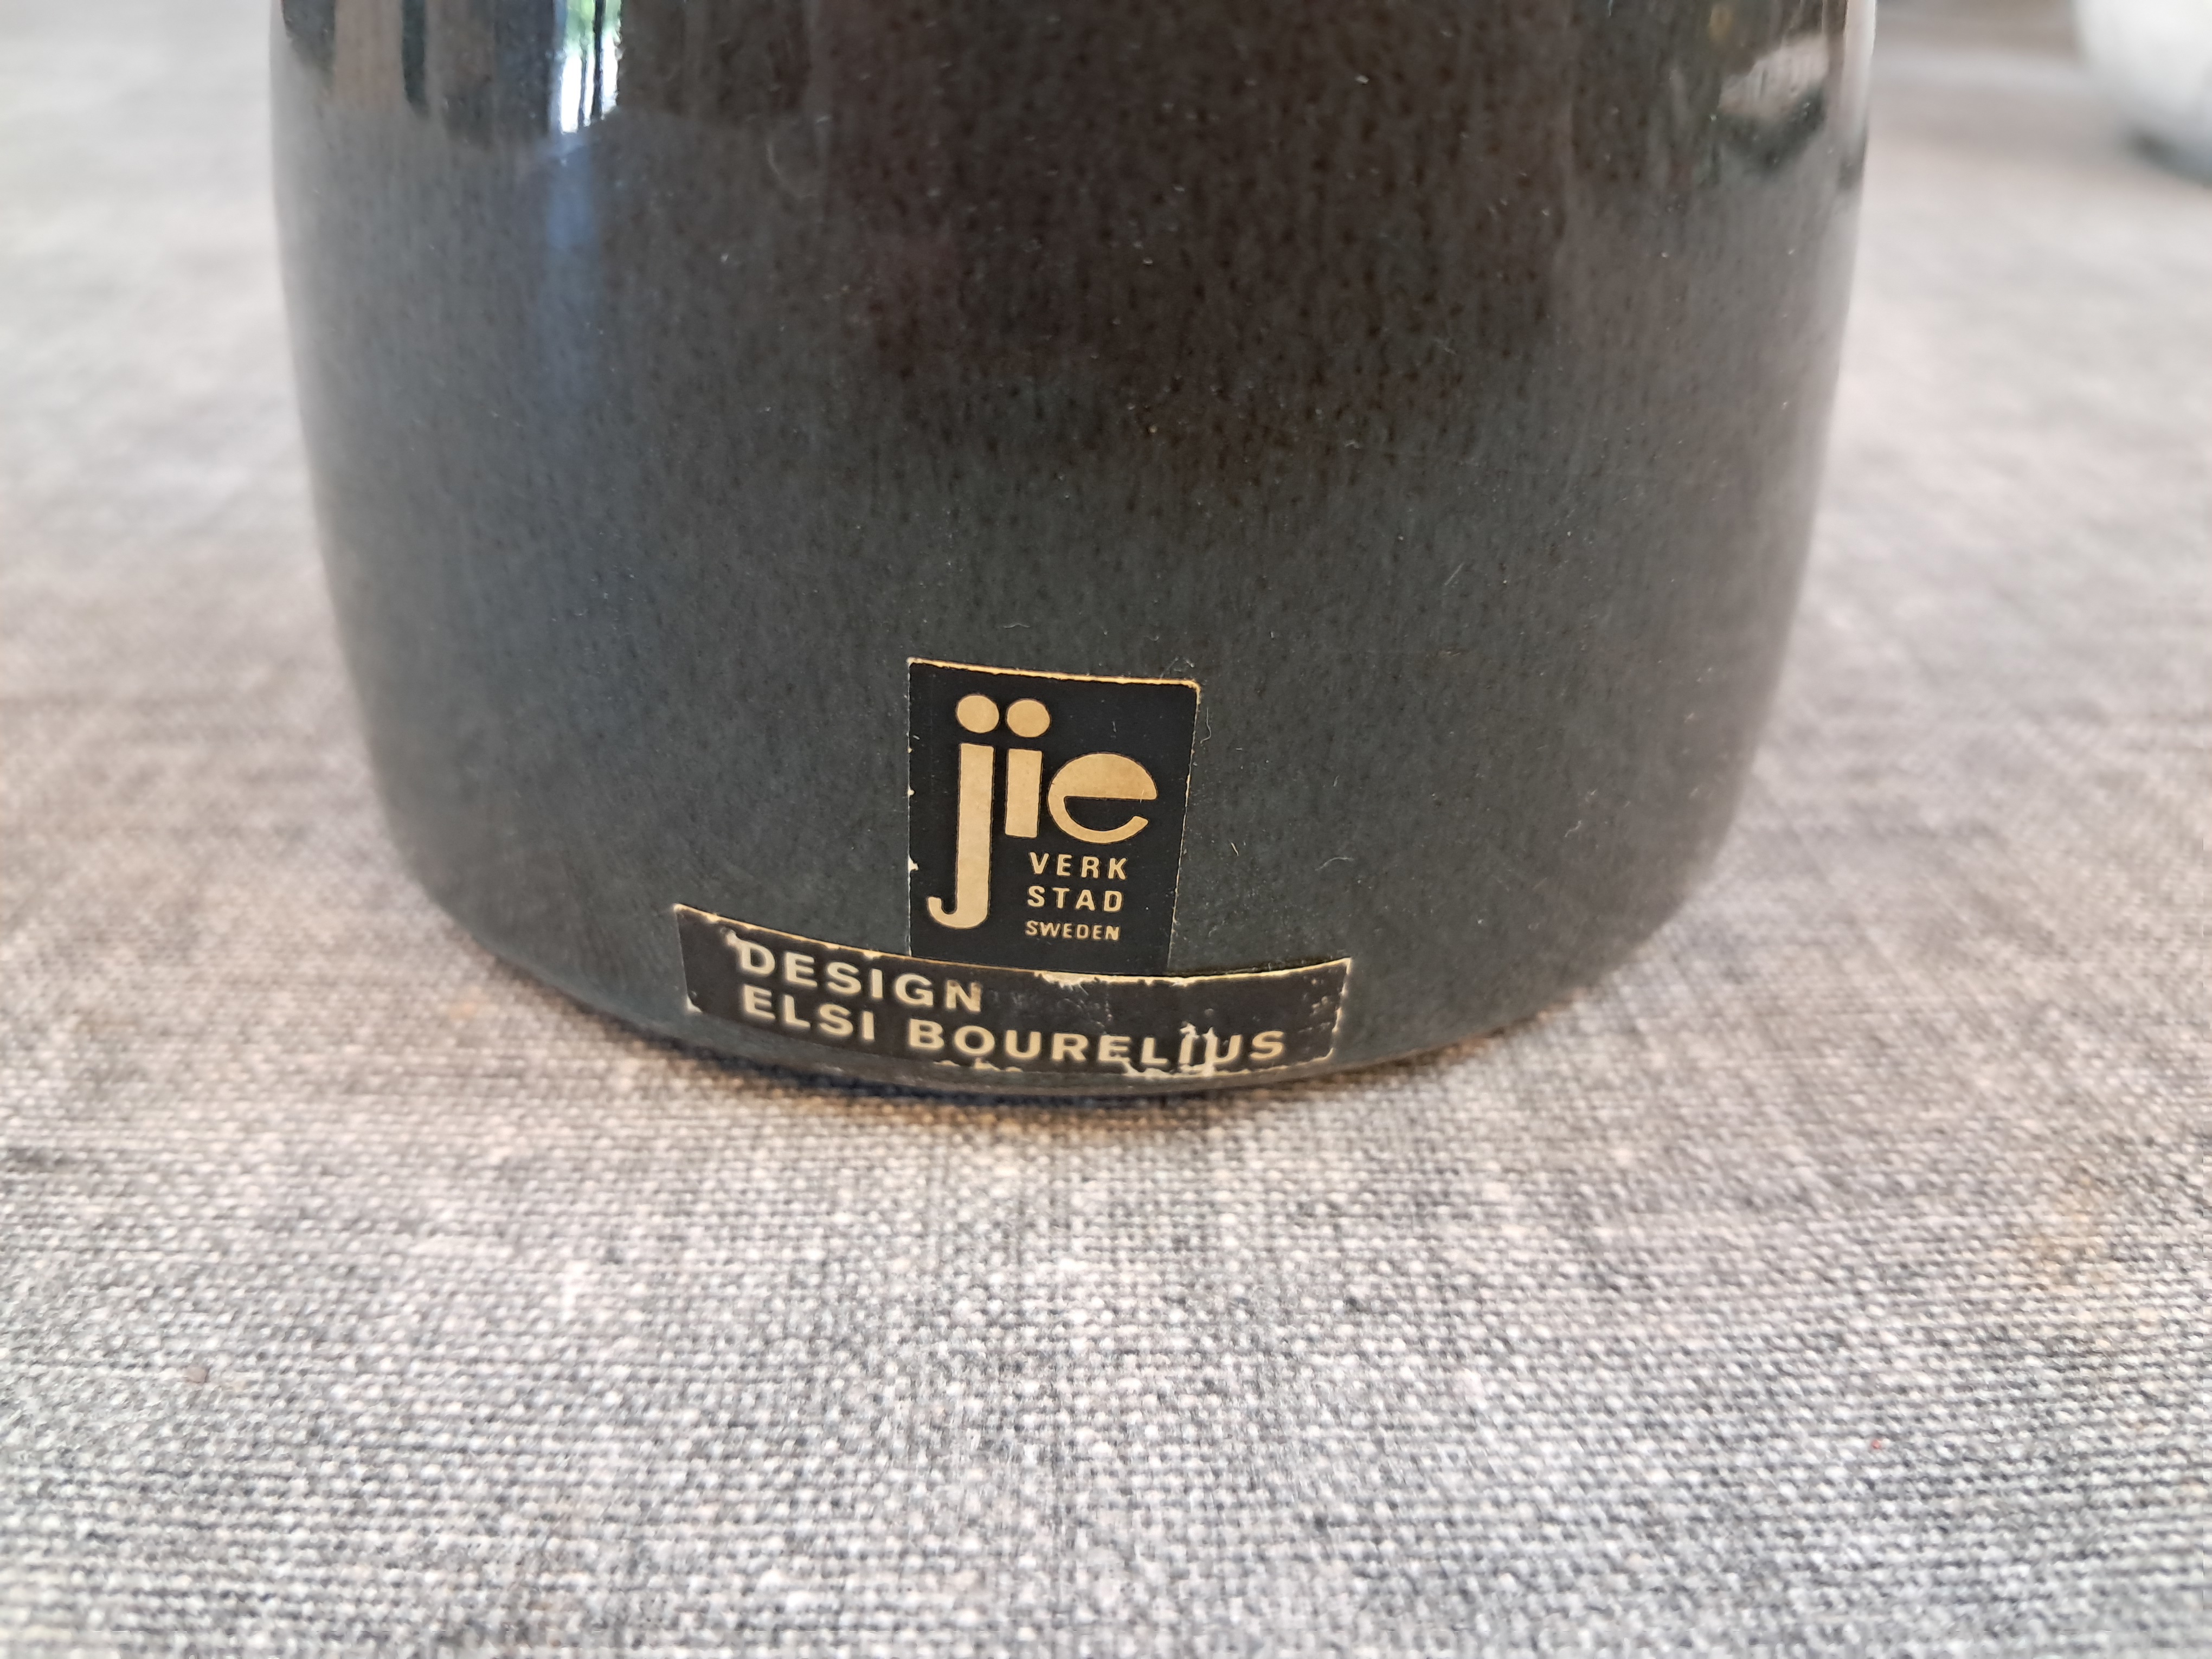 jie
VERK
STAD
SWEDEN
DESIGN
ELSI BOURELIUS